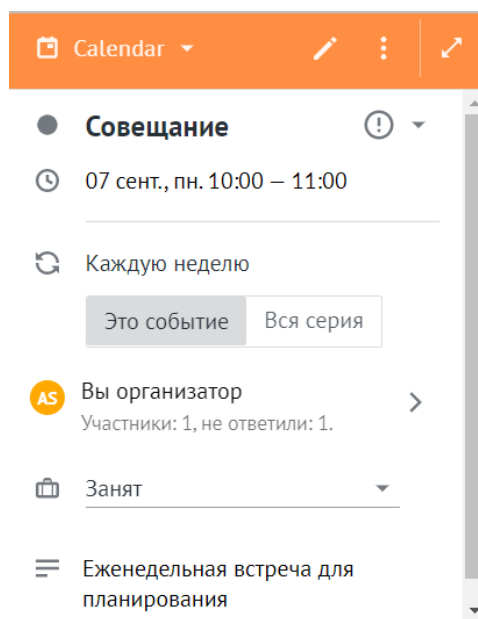 Calendar
Совещание
07 сент., пн. 10:00 — 11:00
Каждую неделю
Это событие Вся серия
AS Вы организатор
Участники: 1, не ответили: 1.
Занят
Еженедельная встреча для
планирования